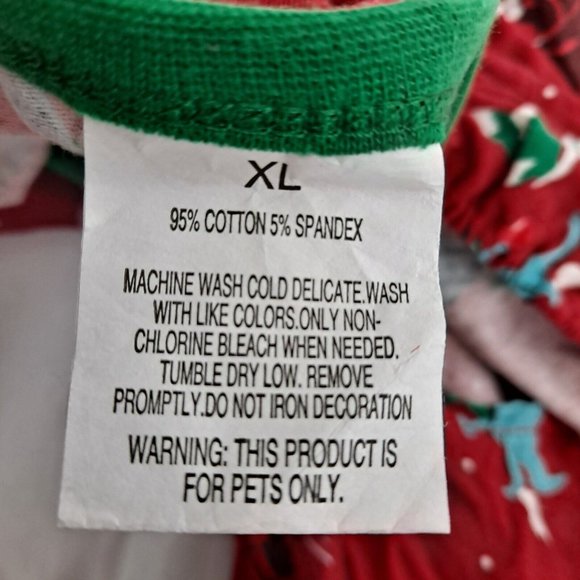 XL
95% COTTON 5% SPANDEX
MACHINE WASH COLD DELICATE.WASH
WITH LIKE COLORS.ONLY NON-
CHLORINE BLEACH WHEN NEEDED.
TUMBLE DRY LOW. REMOVE
PROMPTLY.DO NOT IRON DECORATION
WARNING: THIS PRODUCT IS
FOR PETS ONLY.